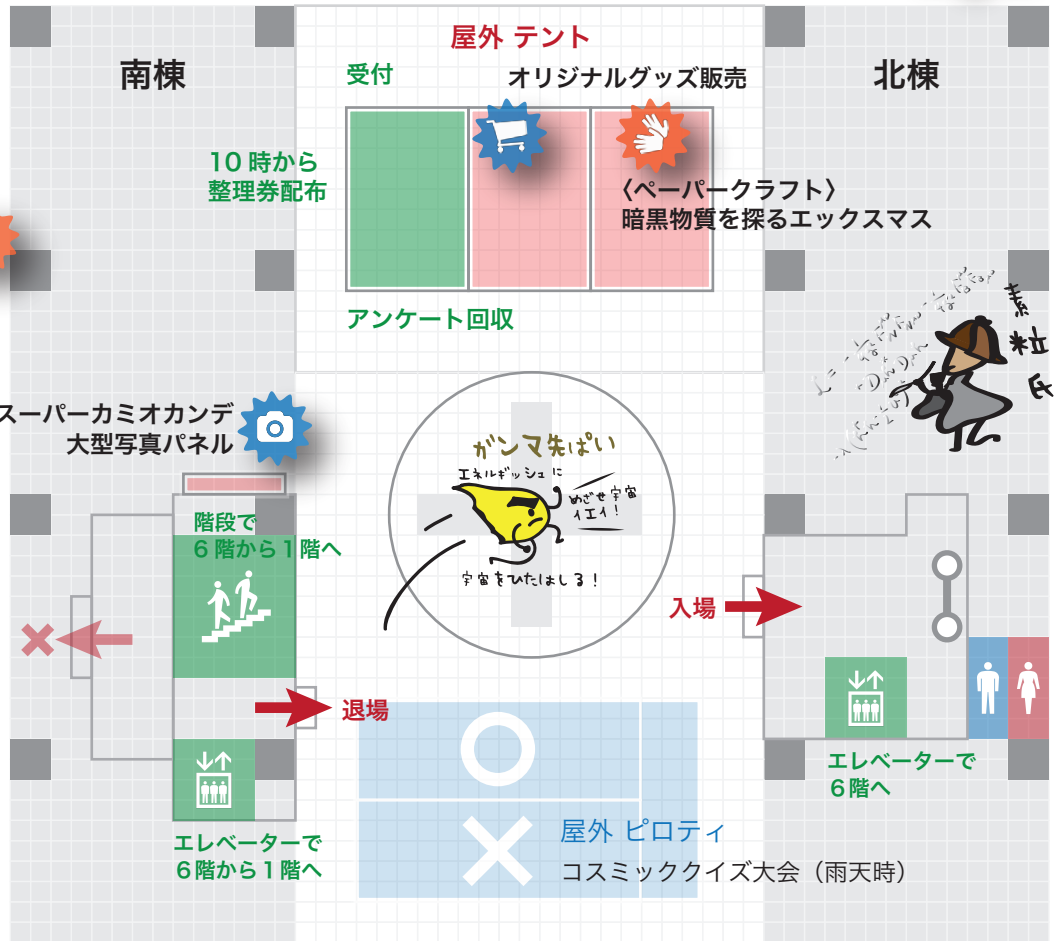 屋外 テント
南棟
受付
オリジナルグッズ販売
北棟
10時から
整理券配布
〈ペーパークラフト〉
暗黒物質を探るエックスマス
アンケート回収
スーパーカミオカンデ
大型写真パネル
素
粒
氏
ガンマ先ぱい
エネルギッシュに
めざせ宇宙
イエイ!
宇宙をひたはしる!
階段で
6階から1階へ
入場
退場
エレベーターで
6階へ
屋外 ピロティ
コスミッククイズ大会（雨天時）
エレベーターで
6階から1階へ